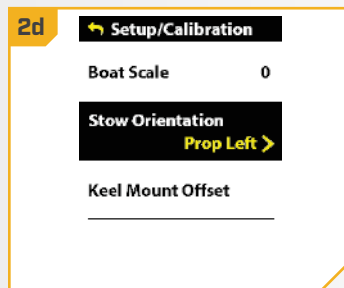 2d
Setup/Calibration
Boat Scale 0
Stow Orientation
Prop Left >
Keel Mount Offset